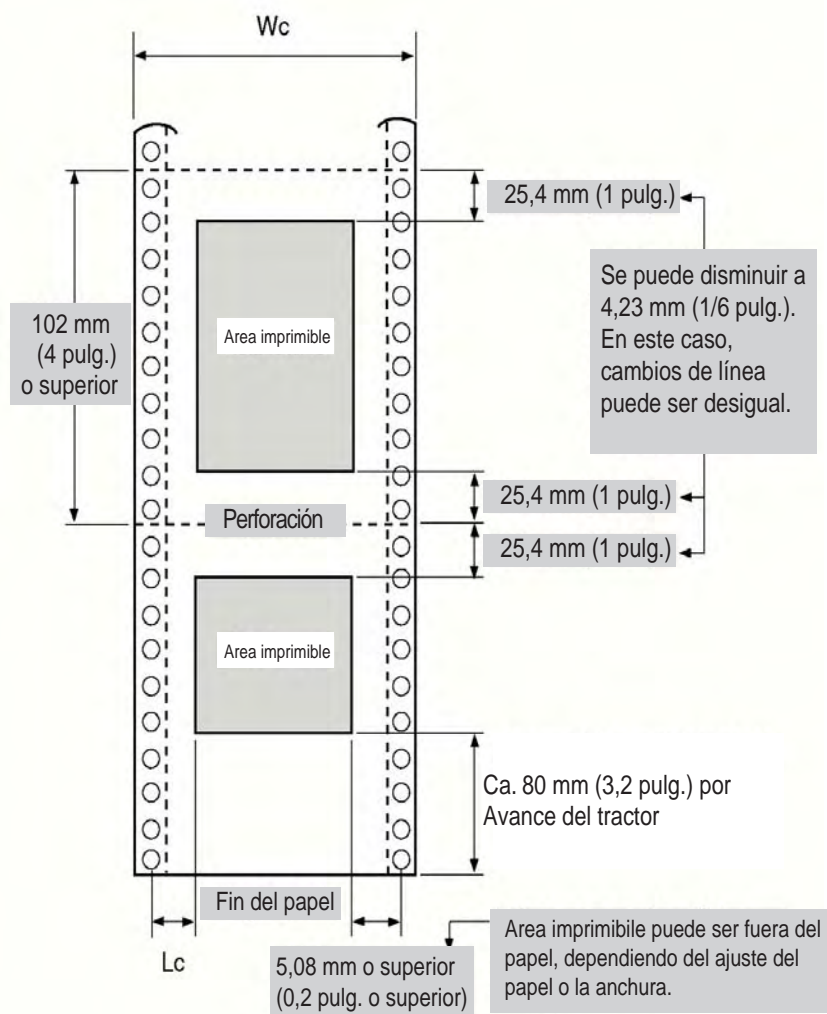 Wc
25,4 mm (1 pulg.)
Se puede disminuir a
4,23 mm (1/6 pulg.).
En este caso,
cambios de línea
puede ser desigual.
102 mm
(4 pulg.)
o superior
Area imprimible
25,4 mm (1 pulg.)
Perforación
25,4 mm (1 pulg.)
Area imprimible
Ca. 80 mm (3,2 pulg.) por
Avance del tractor
Fin del papel
Lc
5,08 mm o superior
(0,2 pulg. o superior)
Area imprimibile puede ser fuera del
papel, dependiendo del ajuste del
papel o la anchura.